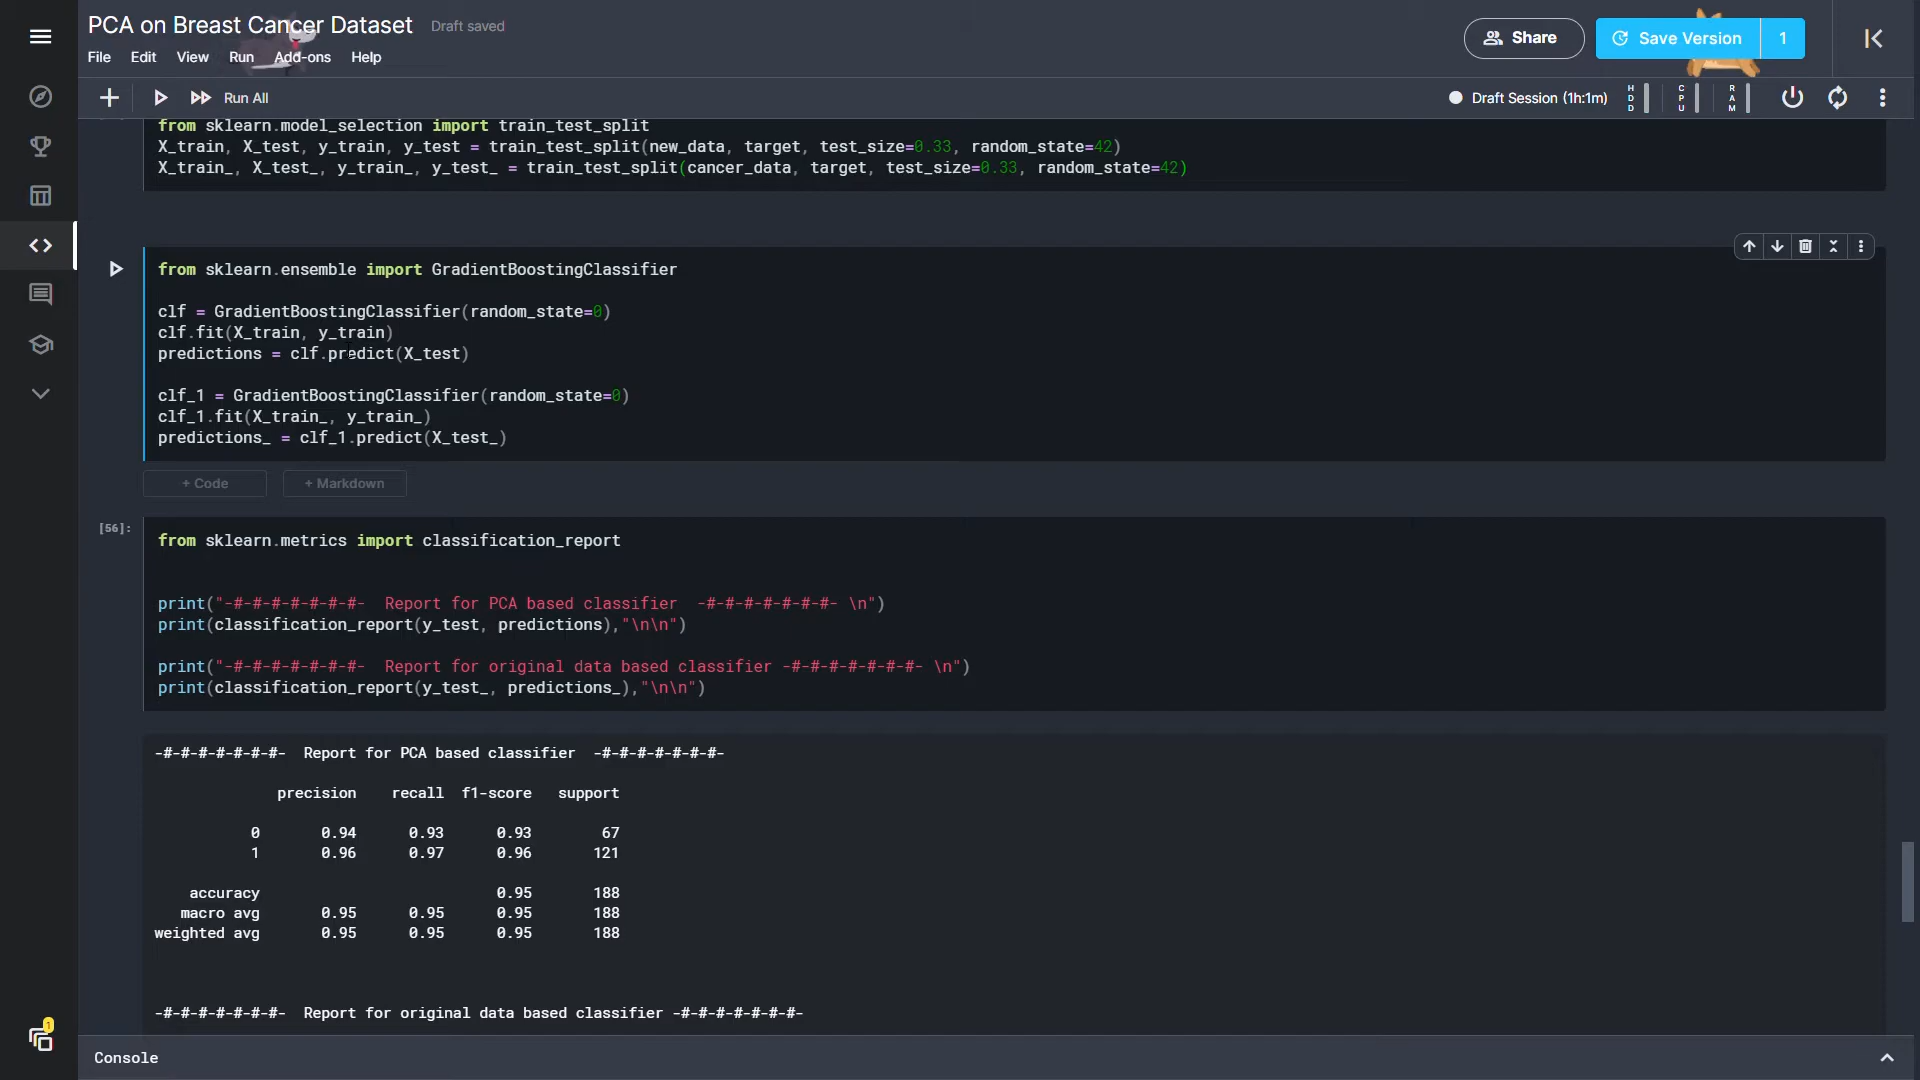 PCA on Breast Cancer Dataset Draft saved
File Edit View Run Add-ons Help
Share
Save Version 1
Run All
Draft Session (1h:1m)
HDD
CPU
RAM
from sklearn.model_selection import train_test_split
X_train, X_test, y_train, y_test = train_test_split(new_data, target, test_size=0.33, random_state=42)
X_train_, X_test_, y_train_, y_test_ = train_test_split(cancer_data, target, test_size=0.33, random_state=42)
from sklearn.ensemble import GradientBoostingClassifier
clf = GradientBoostingClassifier(random_state=0)
clf.fit(X_train, y_train)
predictions = clf.predict(X_test)
clf_1 = GradientBoostingClassifier(random_state=0)
clf_1.fit(X_train_, y_train_)
predictions_ = clf_1.predict(X_test_)
+ Code + Markdown
[56]:
from sklearn.metrics import classification_report
print("-#-#-#-#-#-#-#-  Report for PCA based classifier  -#-#-#-#-#-#-#- \n")
print(classification_report(y_test, predictions),"\n\n")
print("-#-#-#-#-#-#-#-  Report for original data based classifier -#-#-#-#-#-#-#- \n")
print(classification_report(y_test_, predictions_),"\n\n")
-#-#-#-#-#-#-#-  Report for PCA based classifier  -#-#-#-#-#-#-#-
precision recall f1-score support
0 0.94 0.93 0.93 67
1 0.96 0.97 0.96 121
accuracy 0.95 188
macro avg 0.95 0.95 0.95 188
weighted avg 0.95 0.95 0.95 188
-#-#-#-#-#-#-#-  Report for original data based classifier -#-#-#-#-#-#-#-
1
Console